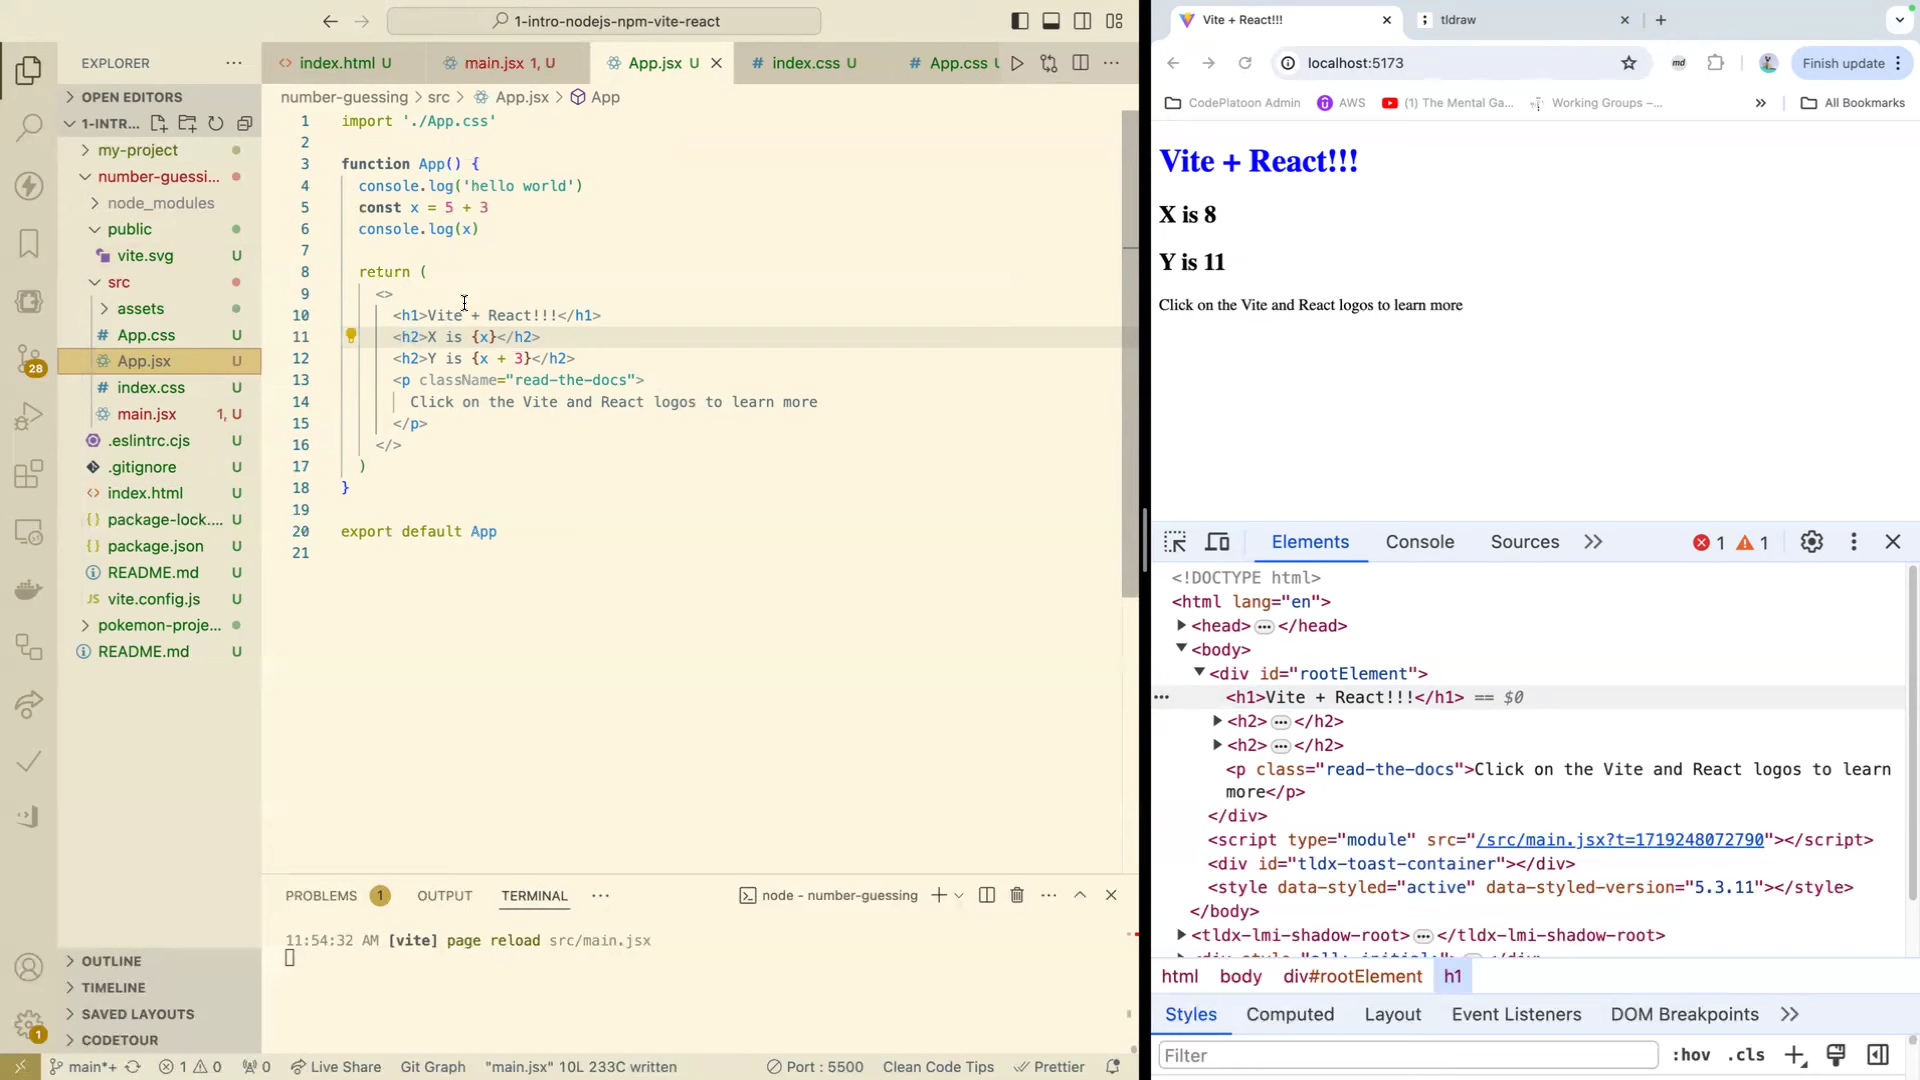 1-intro-nodejs-npm-vite-react
EXPLORER
OPEN EDITORS
1-INTR...
my-project
number-guessi...
node_modules
public
vite.svg U
src
assets
App.css U
App.jsx U
index.css U
main.jsx 1, U
.eslintrc.cjs U
.gitignore U
index.html U
package-lock.... U
package.json U
README.md U
vite.config.js U
pokemon-proje...
README.md U
OUTLINE
TIMELINE
SAVED LAYOUTS
CODETOUR
28
1
index.html U
main.jsx 1, U
App.jsx U
index.css U
App.css U
number-guessing > src > App.jsx > App
1 import './App.css'
2
3 function App() {
4 console.log('hello world')
5 const x = 5 + 3
6 console.log(x)
7
8 return (
9 <>
10 <h1>Vite + React!!!</h1>
11 <h2>X is {x}</h2>
12 <h2>Y is {x + 3}</h2>
13 <p className="read-the-docs">
14 Click on the Vite and React logos to learn more
15 </p>
16 </>
17 )
18 }
19
20 export default App
21
PROBLEMS 1 OUTPUT TERMINAL
node - number-guessing
11:54:32 AM [vite] page reload src/main.jsx
main*+ 1 0 0 Live Share Git Graph "main.jsx" 10L 233C written Port : 5500 Clean Code Tips Prettier
Vite + React!!!
tldraw
localhost:5173
md
Finish update
CodePlatoon Admin
AWS
(1) The Mental Ga...
Working Groups –...
All Bookmarks
Vite + React!!!
X is 8
Y is 11
Click on the Vite and React logos to learn more
Elements Console Sources 1 1
<!DOCTYPE html>
<html lang="en">
<head> ... </head>
<body>
<div id="rootElement">
<h1>Vite + React!!!</h1> == $0
<h2> ... </h2>
<h2> ... </h2>
<p class="read-the-docs">Click on the Vite and React logos to learn
more</p>
</div>
<script type="module" src="/src/main.jsx?t=1719248072790"></script>
<div id="tldx-toast-container"></div>
<style data-styled="active" data-styled-version="5.3.11"></style>
</body>
<tldx-lmi-shadow-root> ... </tldx-lmi-shadow-root>
html body div#rootElement h1
Styles Computed Layout Event Listeners DOM Breakpoints
Filter :hov .cls